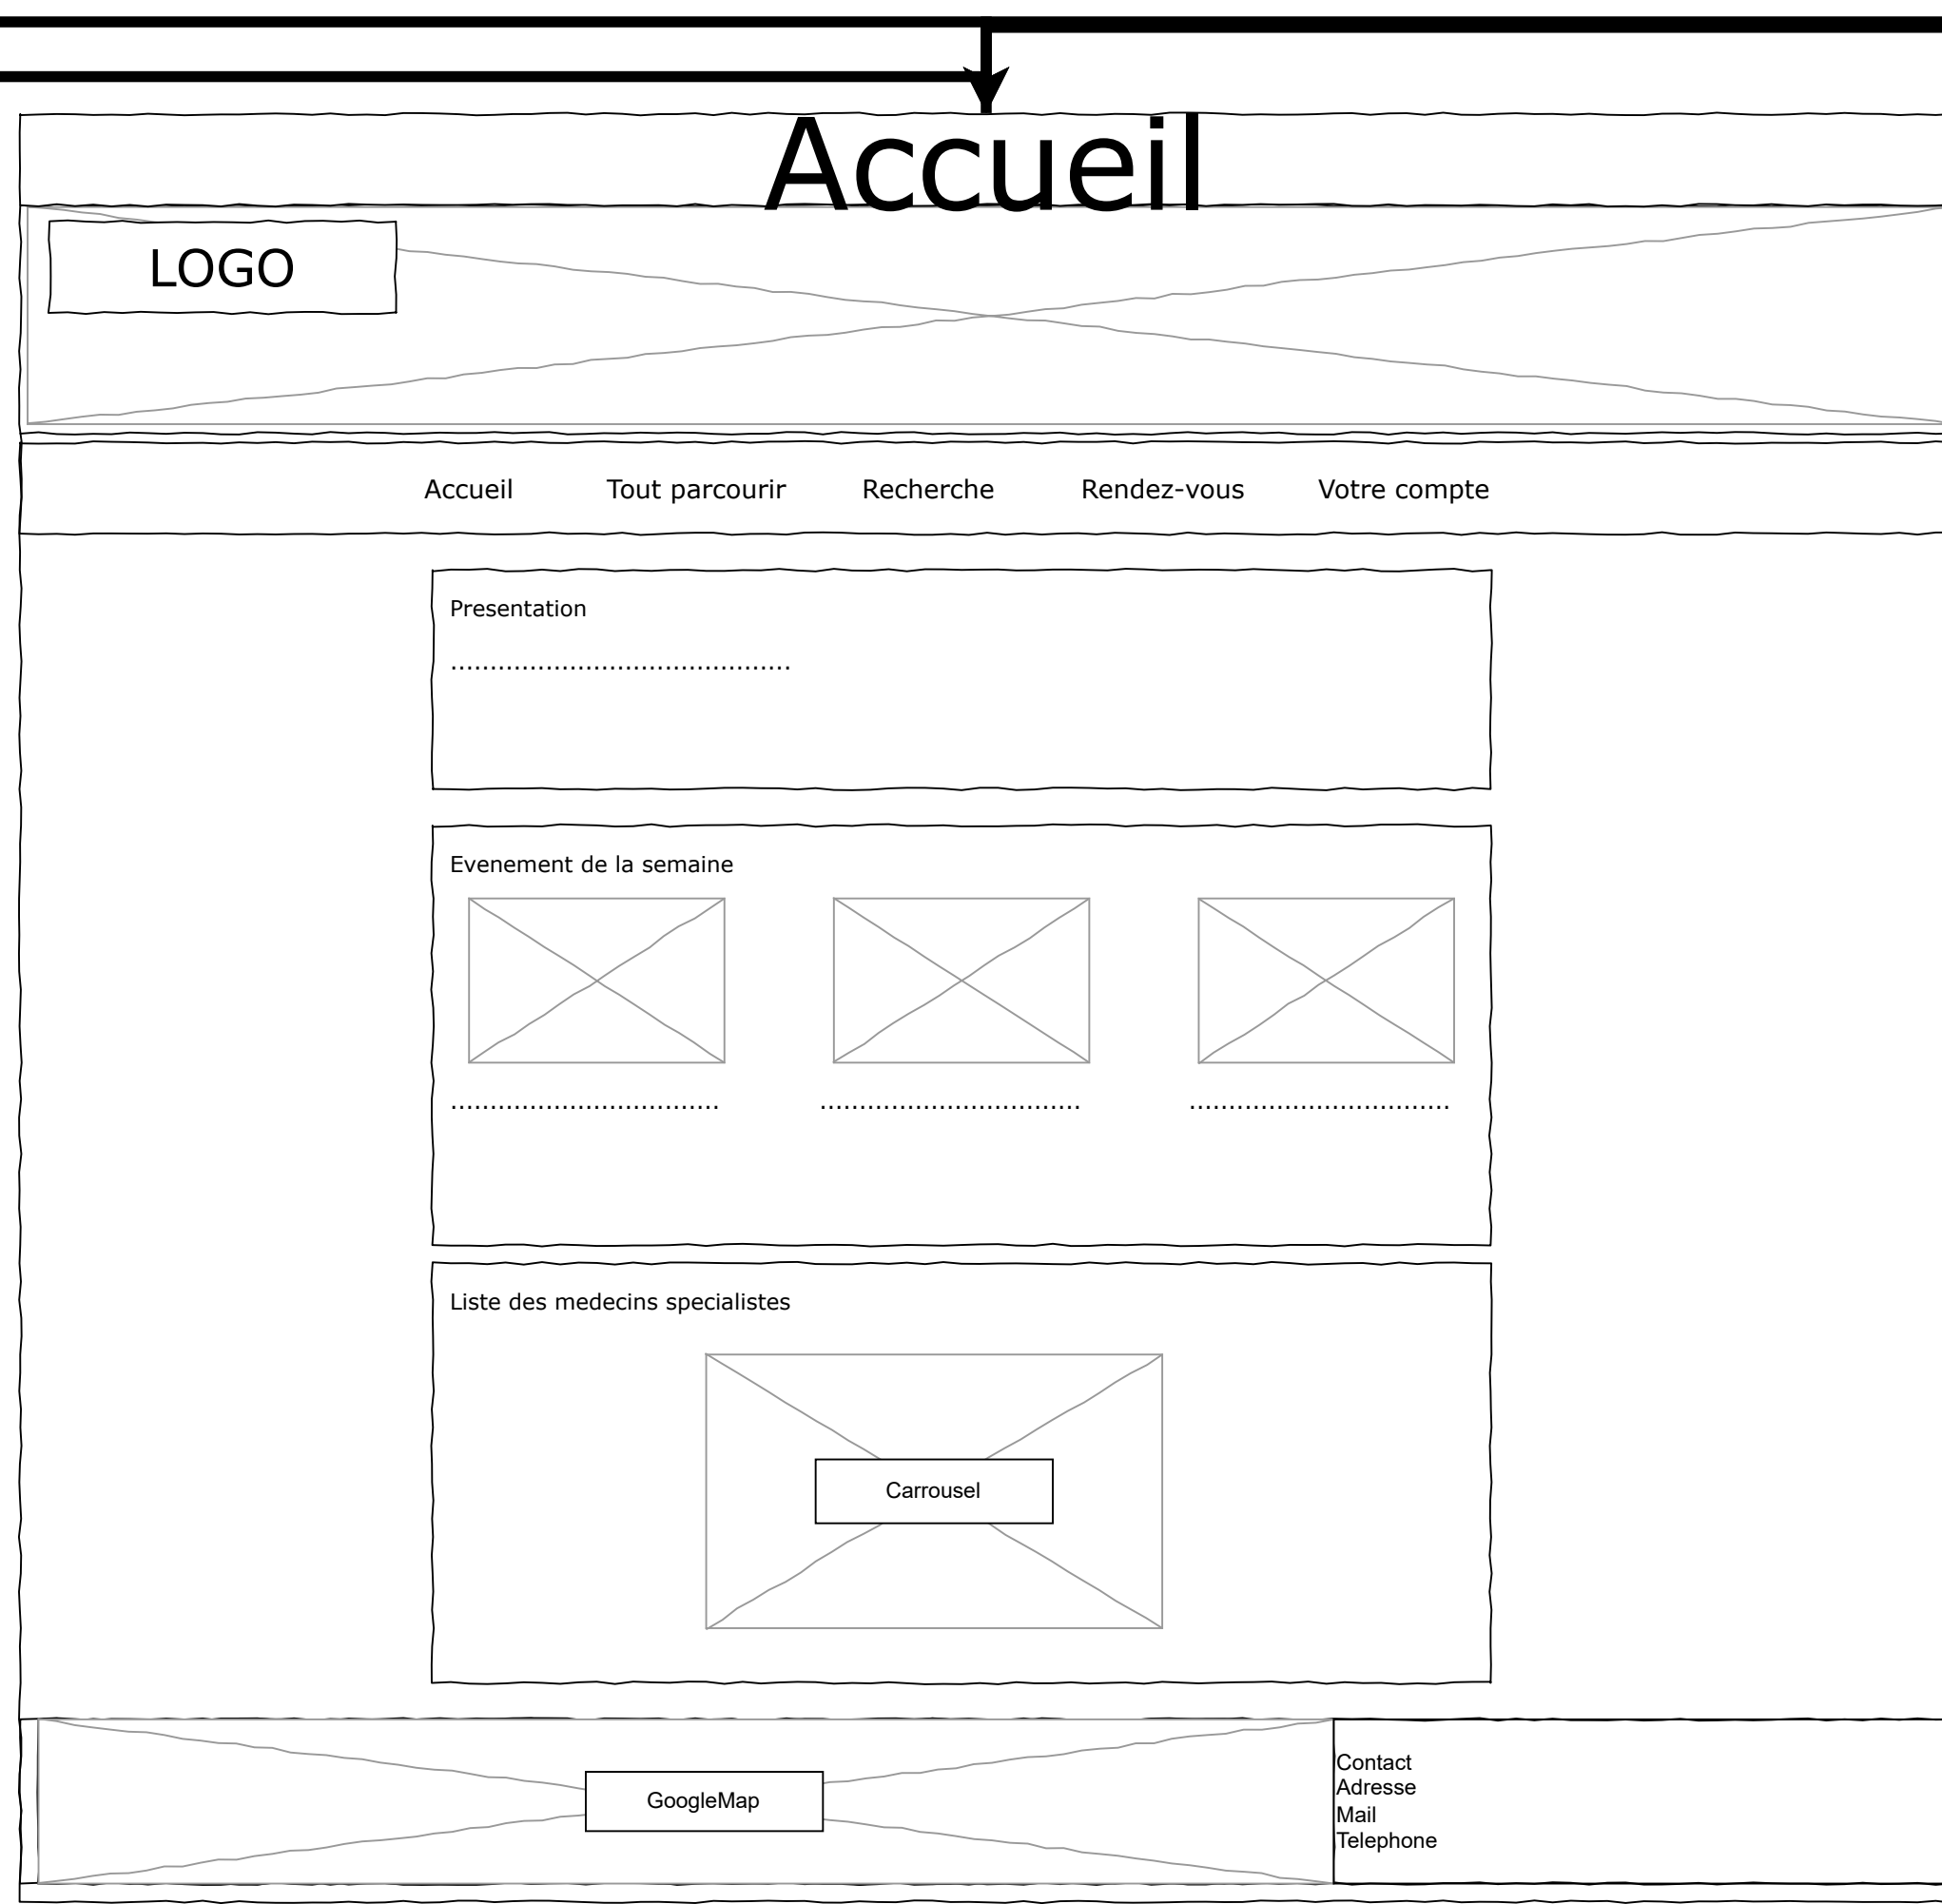 Accueil
LOGO
Accueil Tout parcourir Recherche Rendez-vous Votre compte
Presentation
...........................................
Evenement de la semaine
.................................. ................................. .................................
Liste des medecins specialistes
Carrousel
GoogleMap
Contact
Adresse
Mail
Telephone